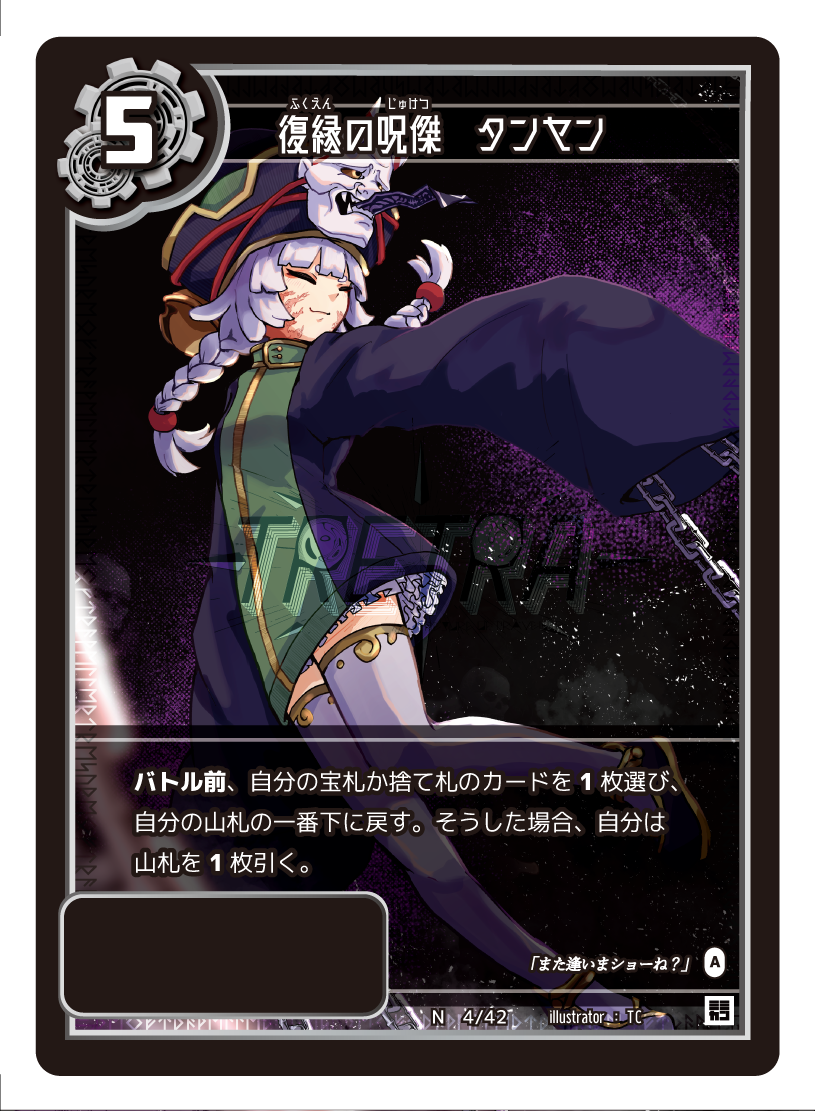 5
ふくえん じゅけつ
復縁の呪傑 タンヤン
TRETRA
バトル前、自分の宝札か捨て札のカードを 1 枚選び、
自分の山札の一番下に戻す。そうした場合、自分は
山札を 1 枚引く。
「また逢いまショーね？」 A
N 4/42 illustrator : TC